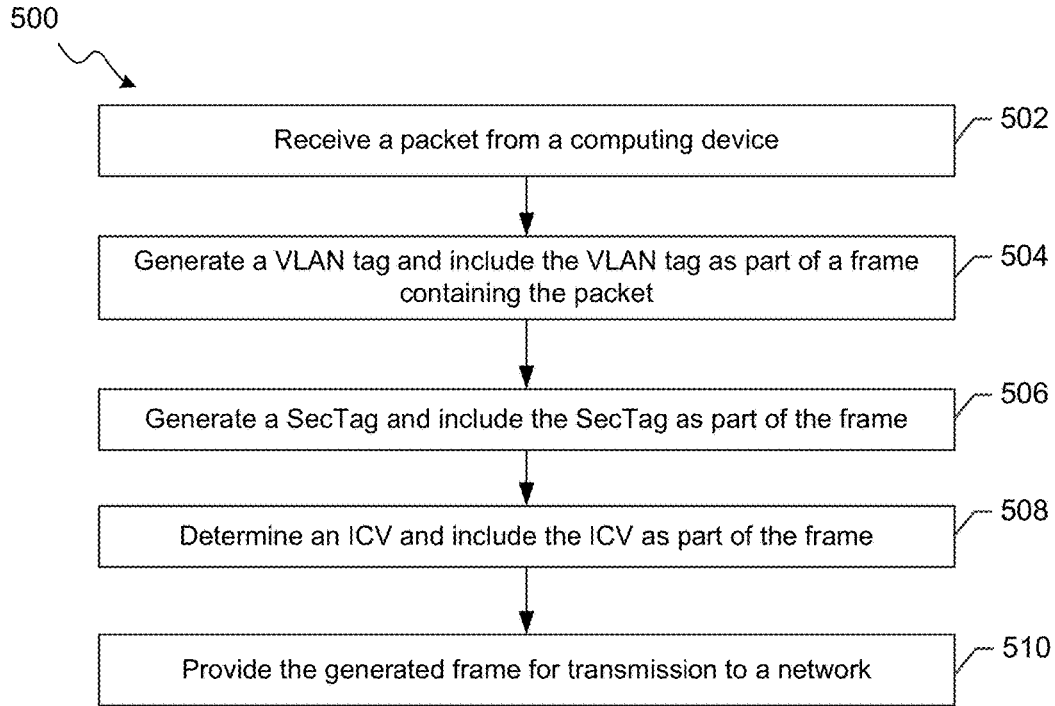 500
Receive a packet from a computing device
502
Generate a VLAN tag and include the VLAN tag as part of a frame
containing the packet
504
Generate a SecTag and include the SecTag as part of the frame
506
Determine an ICV and include the ICV as part of the frame
508
Provide the generated frame for transmission to a network
510